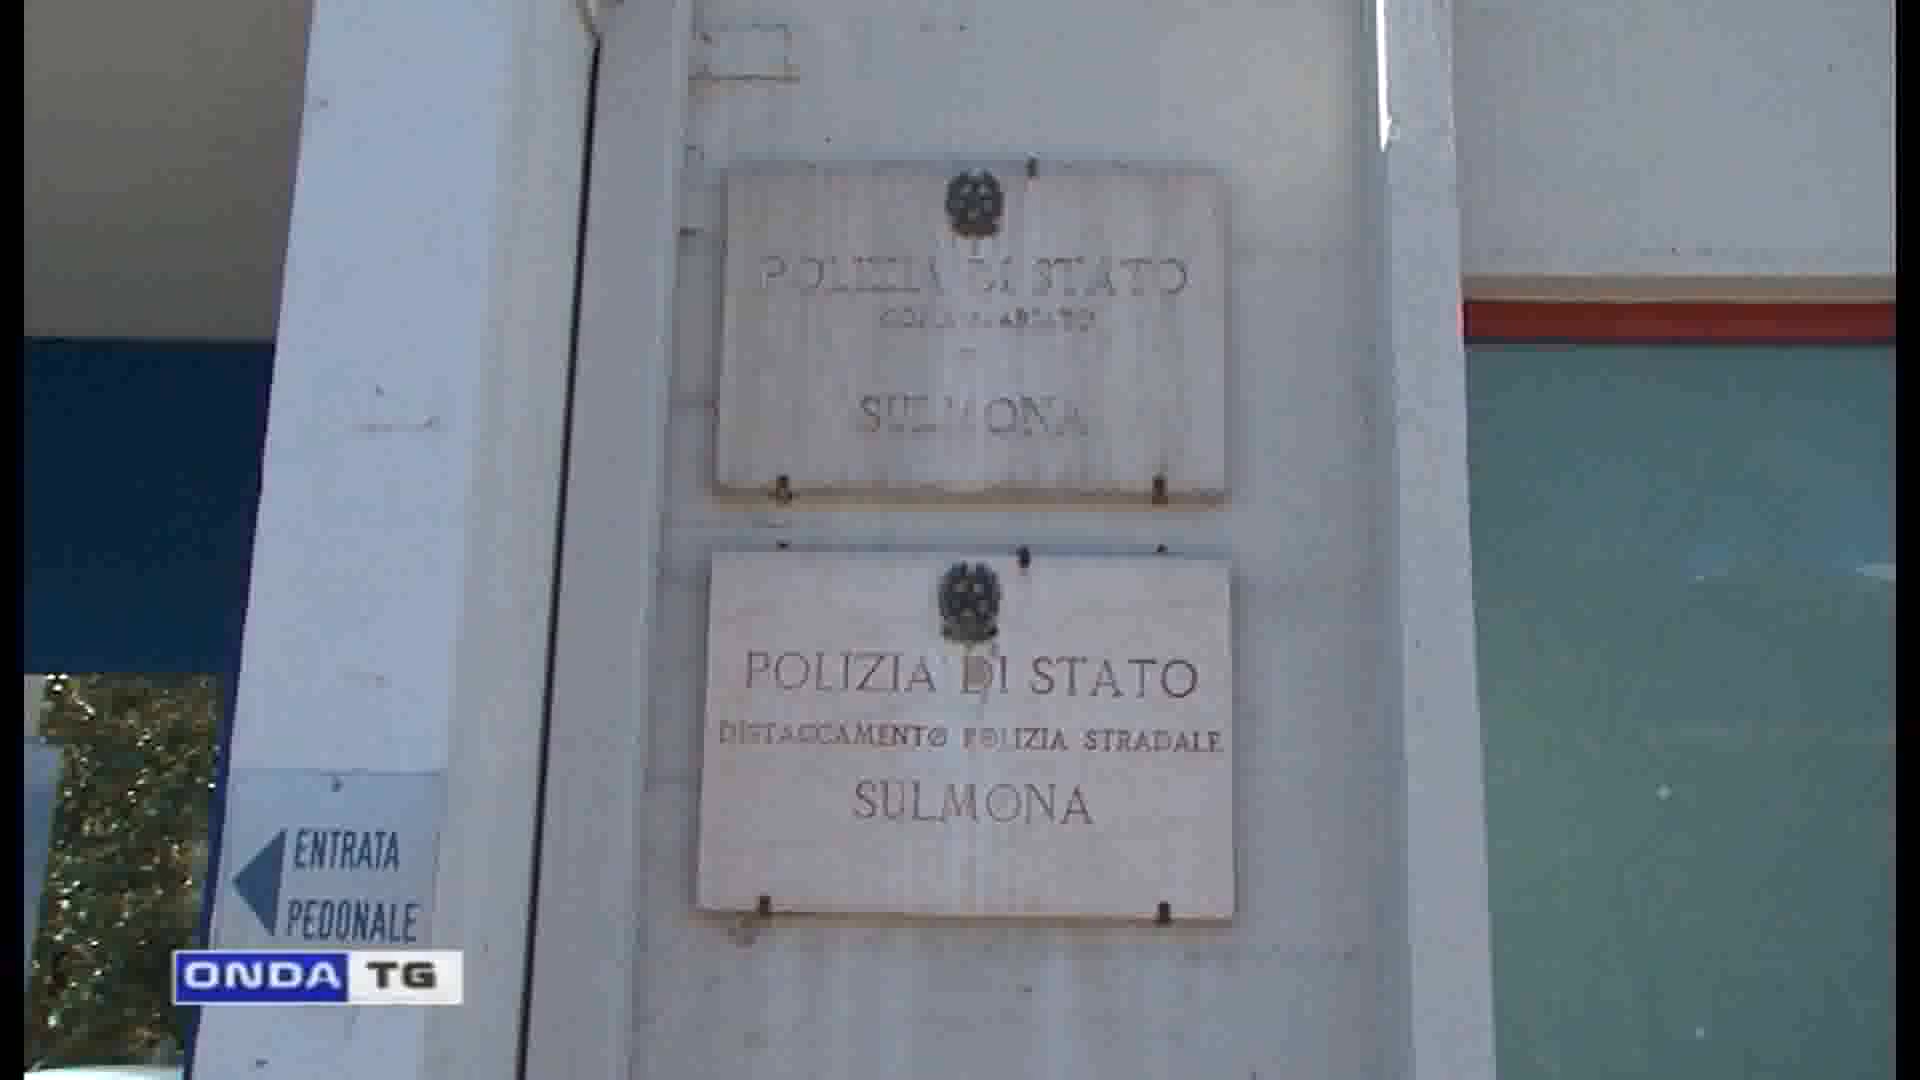 POLIZIA DI STATO
COMMISSARIATO
SULMONA
POLIZIA DI STATO
DISTACCAMENTO POLIZIA STRADALE
SULMONA
ENTRATA
PEDONALE
ONDA TG